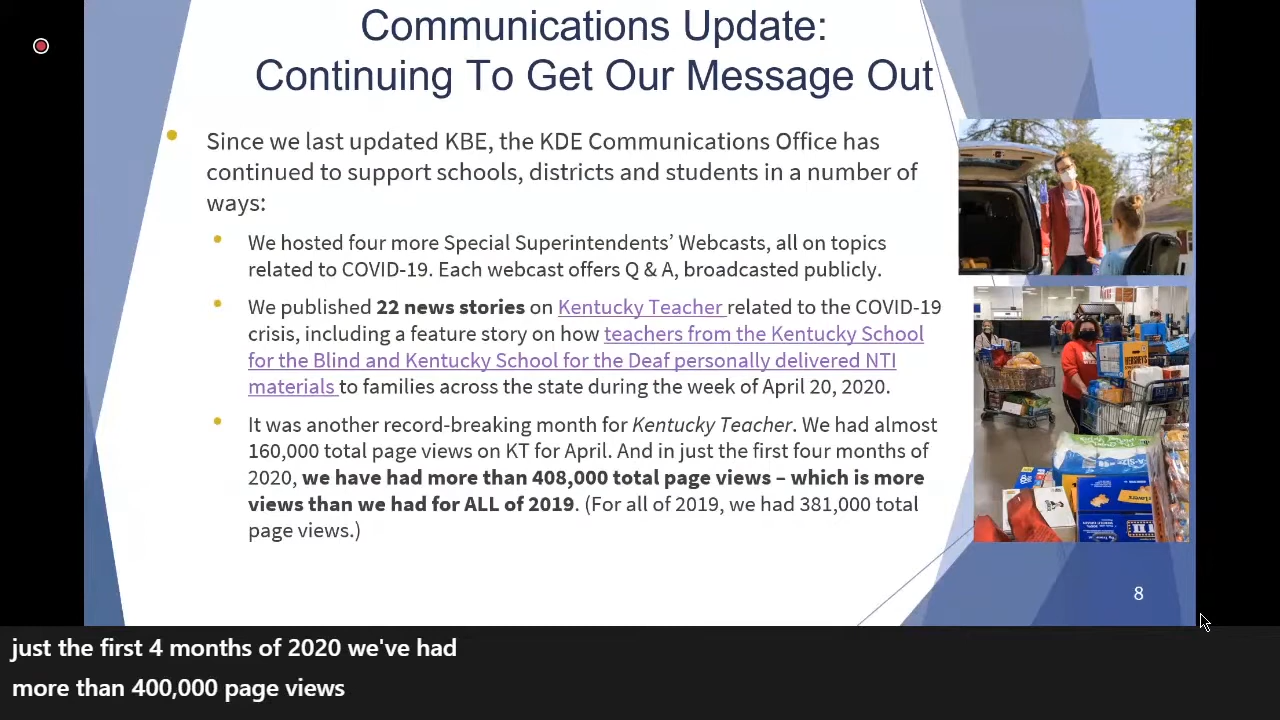 Communications Update:
Continuing To Get Our Message Out
Since we last updated KBE, the KDE Communications Office has
continued to support schools, districts and students in a number of
ways:
We hosted four more Special Superintendents’ Webcasts, all on topics
related to COVID-19. Each webcast offers Q & A, broadcasted publicly.
We published 22 news stories on Kentucky Teacher related to the COVID-19
crisis, including a feature story on how teachers from the Kentucky School
for the Blind and Kentucky School for the Deaf personally delivered NTI
materials to families across the state during the week of April 20, 2020.
It was another record-breaking month for Kentucky Teacher. We had almost
160,000 total page views on KT for April. And in just the first four months of
2020, we have had more than 408,000 total page views – which is more
views than we had for ALL of 2019. (For all of 2019, we had 381,000 total
page views.)
HERSHEY'S
8
just the first 4 months of 2020 we've had
more than 400,000 page views